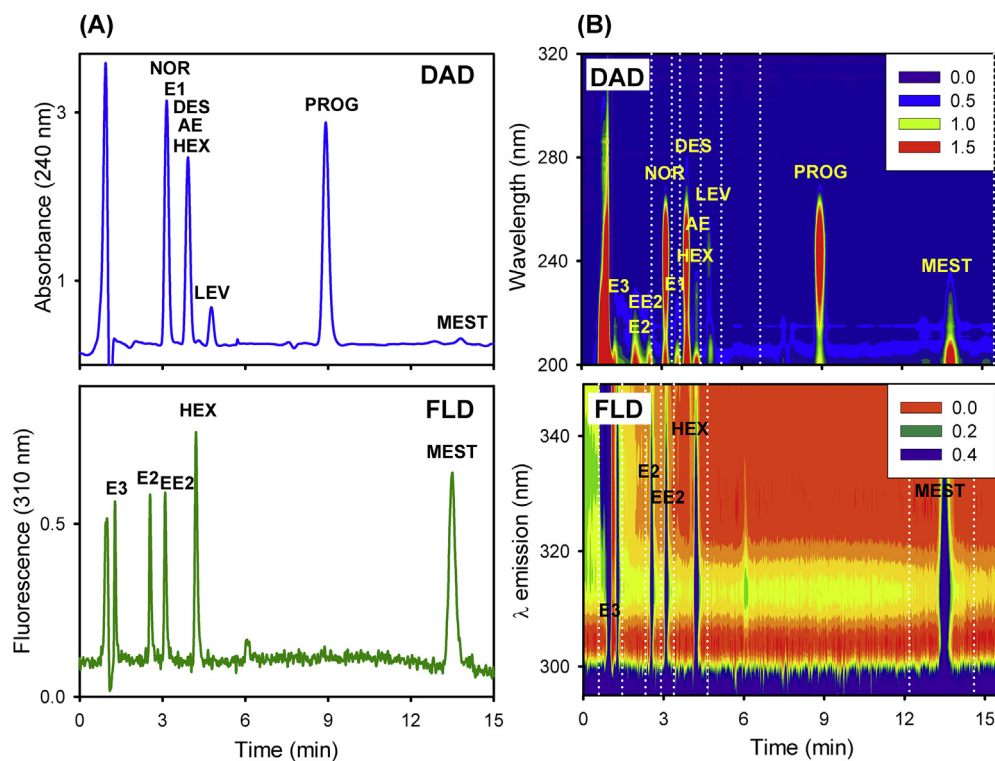 (A)
DAD
Absorbance (240 nm)
3
1
NOR
E1
DES
AE
HEX
LEV
PROG
MEST
FLD
Fluorescence (310 nm)
0.5
0.0
E3
E2
EE2
HEX
MEST
0
3
6
9
12
15
Time (min)
(B)
DAD
Wavelength (nm)
320
280
240
200
0.0
0.5
1.0
1.5
DES
NOR
LEV
AE
HEX
E1
E3
EE2
E2
PROG
MEST
FLD
λ emission (nm)
340
320
300
0.0
0.2
0.4
HEX
E2
EE2
E3
MEST
0
3
6
9
12
15
Time (min)